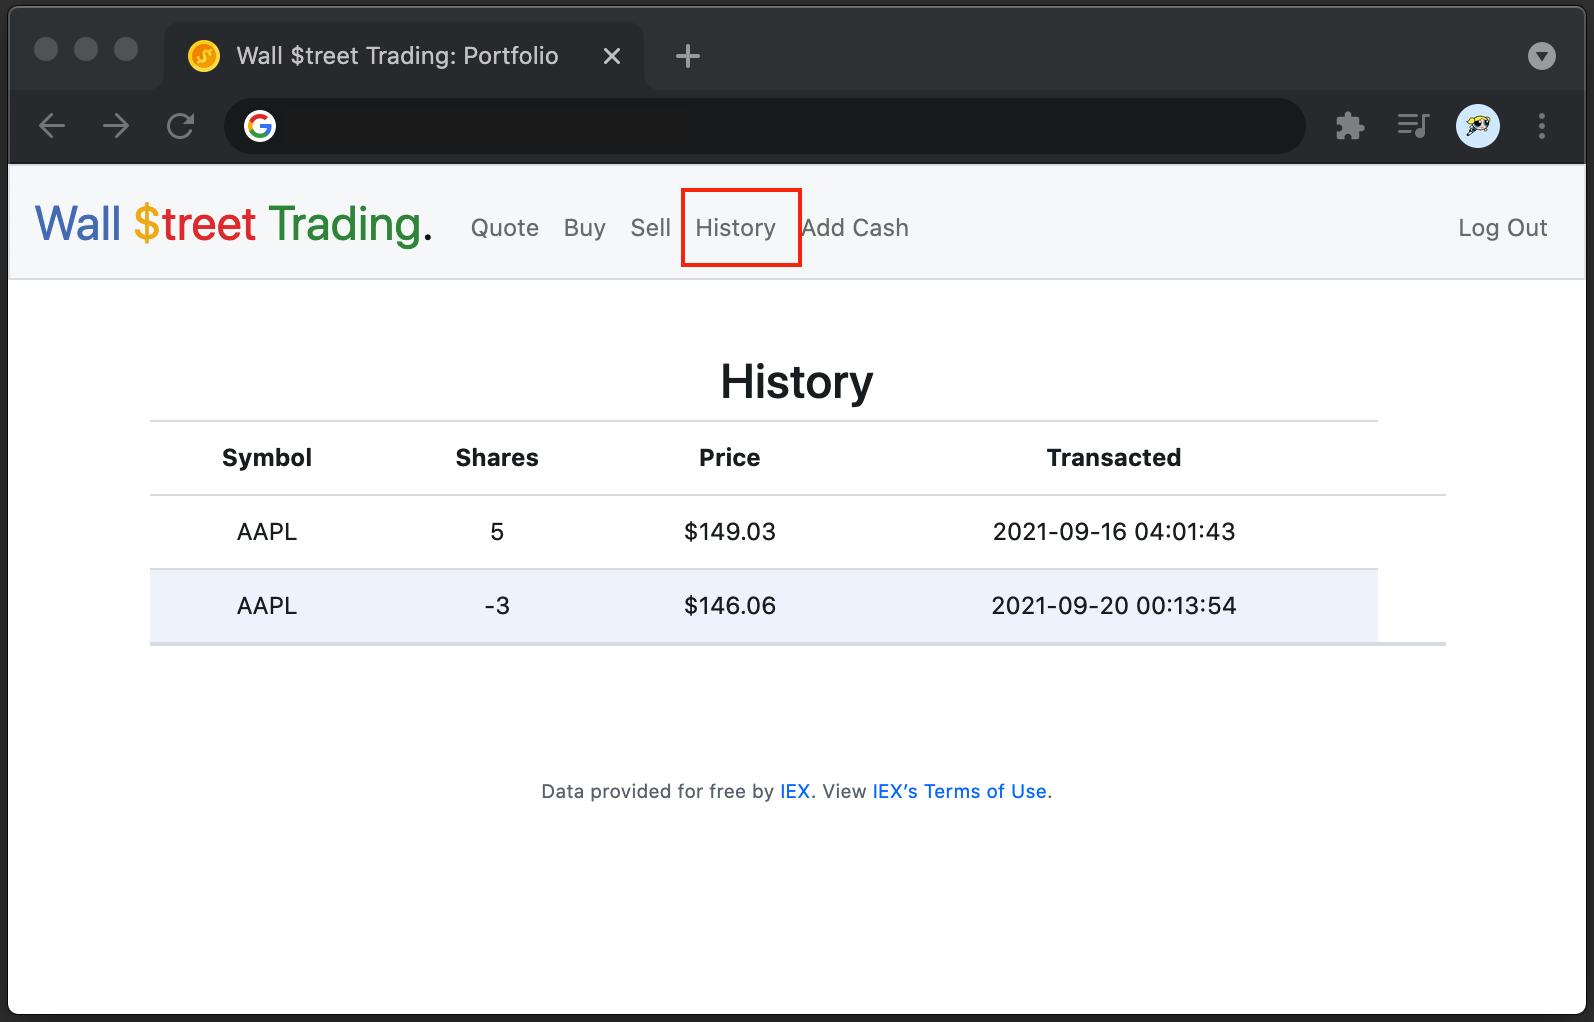 Wall $treet Trading: Portfolio
Wall $treet Trading. Quote Buy Sell History Add Cash Log Out
History
Symbol Shares Price Transacted
AAPL 5 $149.03 2021-09-16 04:01:43
AAPL -3 $146.06 2021-09-20 00:13:54
Data provided for free by IEX. View IEX’s Terms of Use.